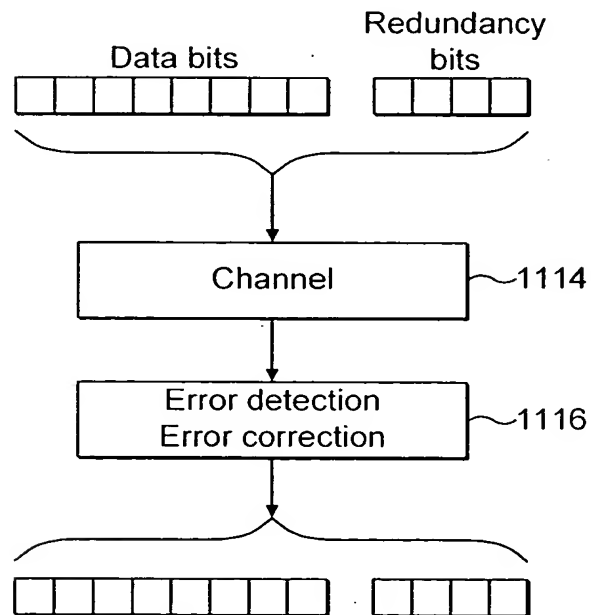 Redundancy
Data bits
bits
Channel
1114
Error detection
Error correction
1116